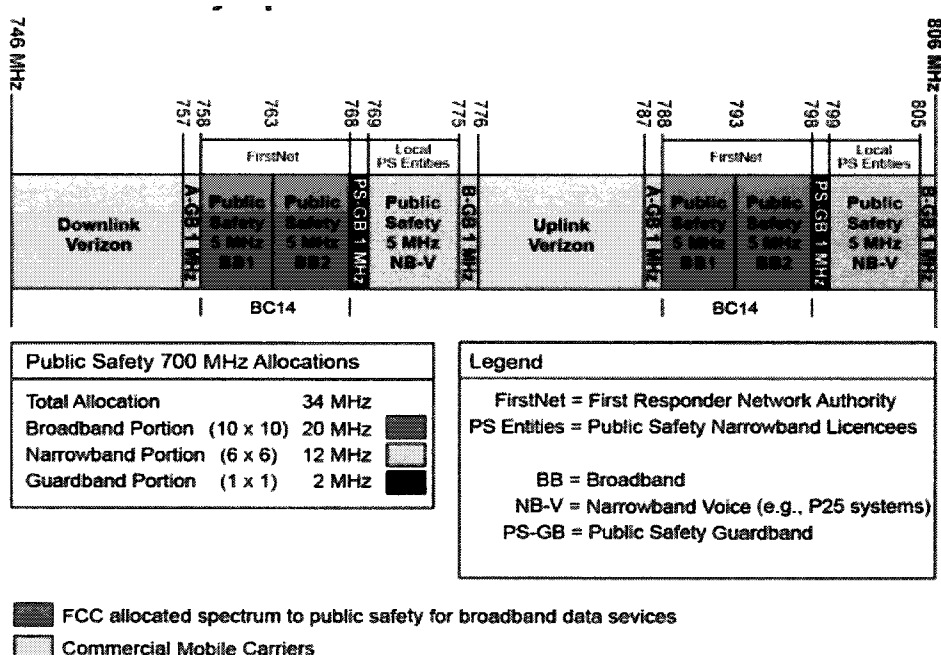 746 MHz
806 MHz
757
758
763
768
769
775
776
787
788
793
798
799
805
FirstNet
Local
PS Entities
FirstNet
Local
PS Entities
Downlink
Verizon
A-GB 1 MHz
Public
Safety
5 MHz
BB1
Public
Safety
5 MHz
BB2
PS-GB 1 MHz
Public
Safety
5 MHz
NB-V
B-GB 1 MHz
Uplink
Verizon
A-GB 1 MHz
Public
Safety
5 MHz
BB1
Public
Safety
5 MHz
BB2
PS-GB 1 MHz
Public
Safety
5 MHz
NB-V
B-GB 1 MHz
BC14
BC14
Public Safety 700 MHz Allocations
Total Allocation 34 MHz
Broadband Portion (10 x 10) 20 MHz
Narrowband Portion (6 x 6) 12 MHz
Guardband Portion (1 x 1) 2 MHz
Legend
FirstNet = First Responder Network Authority
PS Entities = Public Safety Narrowband Licencees
BB = Broadband
NB-V = Narrowband Voice (e.g., P25 systems)
PS-GB = Public Safety Guardband
FCC allocated spectrum to public safety for broadband data sevices
Commercial Mobile Carriers